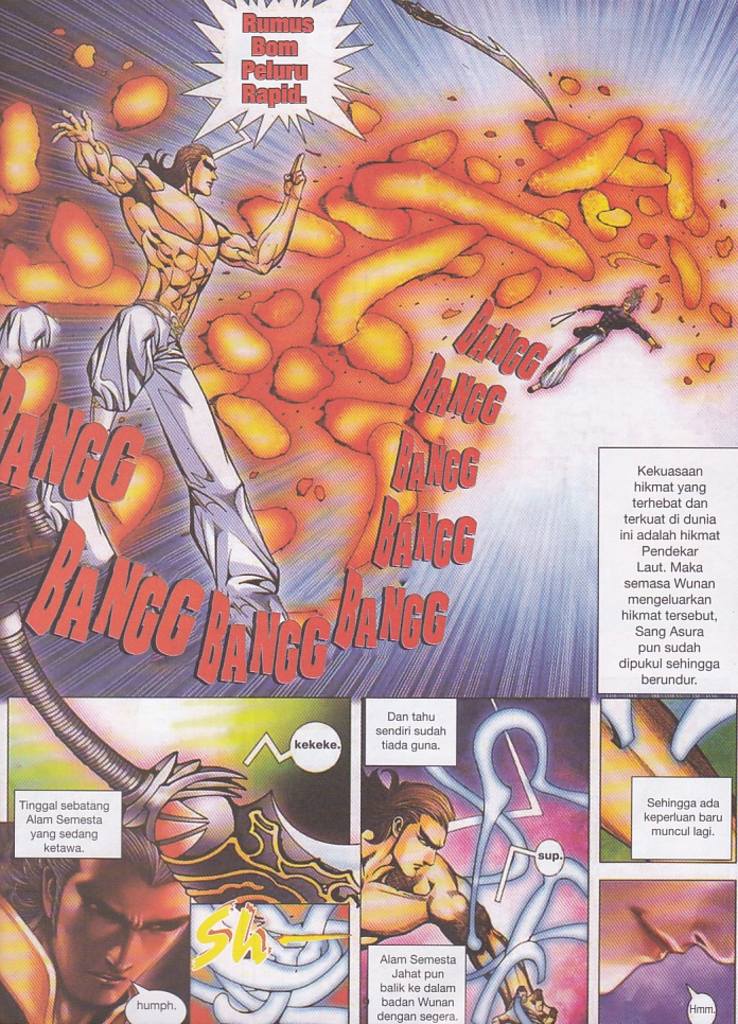 Rumus
Bom
Peluru
Rapid.
BANGG
BANGG
BANGG
BANGG
BANGG
BANGG
BANGG
BANGG
Kekuasaan
hikmat yang
terhebat dan
terkuat di dunia
ini adalah hikmat
Pendekar
Laut. Maka
semasa Wunan
mengeluarkan
hikmat tersebut,
Sang Asura
pun sudah
dipukul sehingga
berundur.
kekeke.
Tinggal sebatang
Alam Semesta
yang sedang
ketawa.
humph.
Sh
Dan tahu
sendiri sudah
tiada guna.
sup.
Alam Semesta
Jahat pun
balik ke dalam
badan Wunan
dengan segera.
Sehingga ada
keperluan baru
muncul lagi.
Hmm.